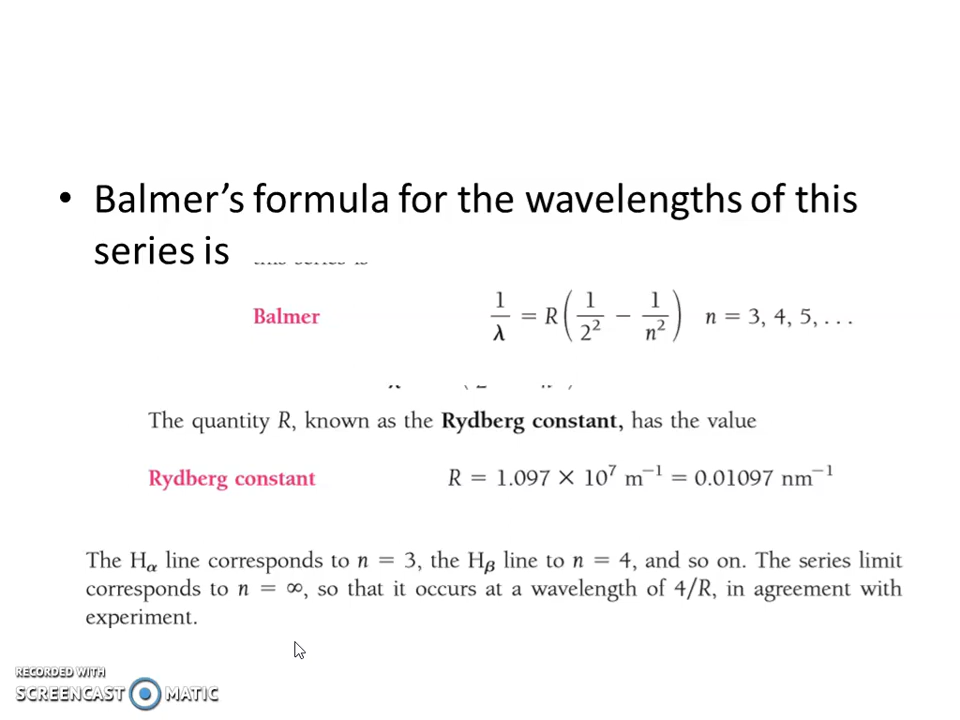 • Balmer's formula for the wavelengths of this
series is
this series is
Balmer 1/λ = R(1/2² − 1/n²) n = 3, 4, 5, . . .
The quantity R, known as the Rydberg constant, has the value
Rydberg constant R = 1.097 × 10⁷ m⁻¹ = 0.01097 nm⁻¹
The Hα line corresponds to n = 3, the Hβ line to n = 4, and so on. The series limit
corresponds to n = ∞, so that it occurs at a wavelength of 4/R, in agreement with
experiment.
RECORDED WITH
SCREENCAST MATIC